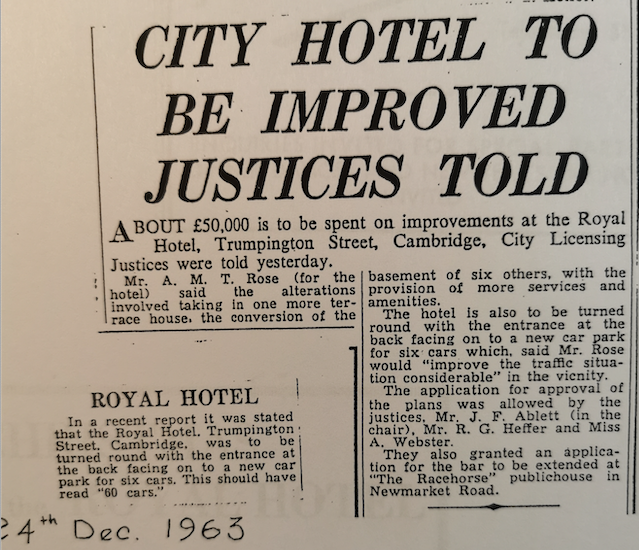 CITY HOTEL TO
BE IMPROVED
JUSTICES TOLD
ABOUT £50,000 is to be spent on improvements at the Royal
Hotel, Trumpington Street, Cambridge, City Licensing
Justices were told yesterday.
Mr. A. M. T. Rose (for the
hotel) said the alterations
involved taking in one more ter-
race house, the conversion of the
basement of six others, with the
provision of more services and
amenities.
The hotel is also to be turned
round with the entrance at the
back facing on to a new car park
for six cars which, said Mr. Rose
would "improve the traffic situa-
tion considerable" in the vicnity.
The application for approval of
the plans was allowed by the
justices, Mr. J. F. Ablett (in the
chair), Mr. R. G. Heffer and Miss
A. Webster.
They also granted an applica-
tion for the bar to be extended at
"The Racehorse" publichouse in
Newmarket Road.
ROYAL HOTEL
In a recent report it was stated
that the Royal Hotel, Trumpington
Street, Cambridge, was to be
turned round with the entrance at
the back facing on to a new car
park for six cars. This should have
read "60 cars."
24th Dec. 1963